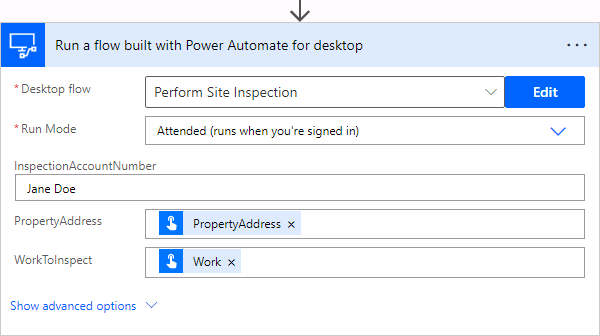 Run a flow built with Power Automate for desktop
* Desktop flow Perform Site Inspection Edit
* Run Mode Attended (runs when you're signed in)
InspectionAccountNumber
Jane Doe
PropertyAddress PropertyAddress ×
WorkToInspect Work ×
Show advanced options